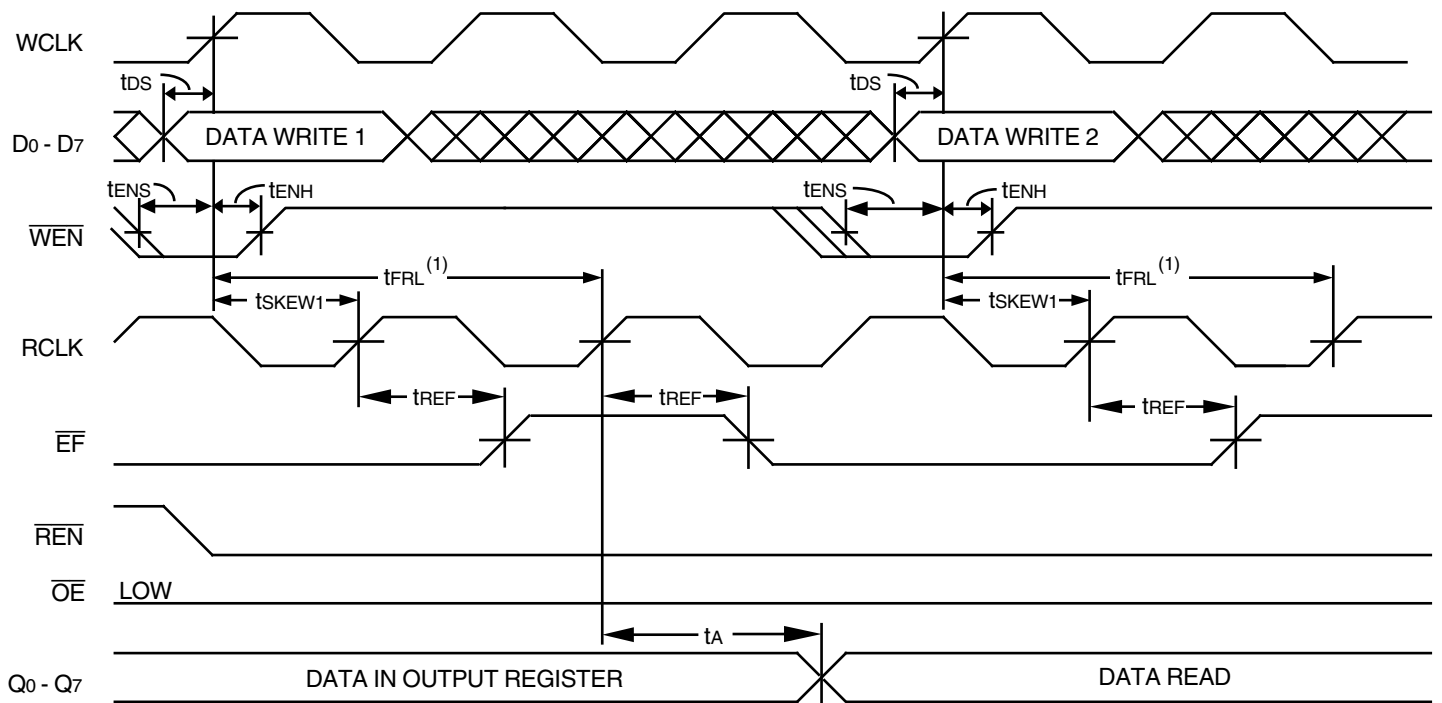 WCLK
tDS tDS
D0 - D7 DATA WRITE 1 DATA WRITE 2
tENS tENH tENS tENH
WEN
tFRL(1) tFRL(1)
tSKEW1 tSKEW1
RCLK
tREF tREF tREF
EF
REN
OE LOW
tA
Q0 - Q7 DATA IN OUTPUT REGISTER DATA READ